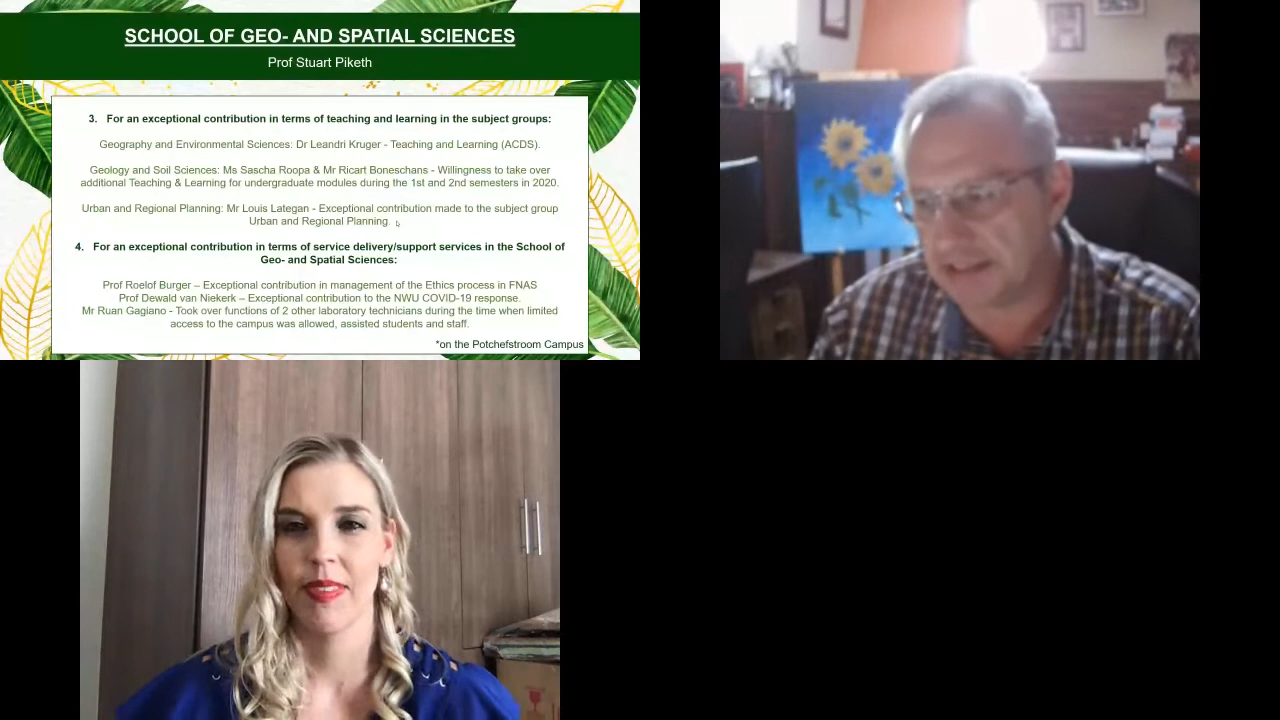 SCHOOL OF GEO- AND SPATIAL SCIENCES
Prof Stuart Piketh
3. For an exceptional contribution in terms of teaching and learning in the subject groups:
Geography and Environmental Sciences: Dr Leandri Kruger - Teaching and Learning (ACDS).
Geology and Soil Sciences: Ms Sascha Roopa & Mr Ricart Boneschans - Willingness to take over
additional Teaching & Learning for undergraduate modules during the 1st and 2nd semesters in 2020.
Urban and Regional Planning: Mr Louis Lategan - Exceptional contribution made to the subject group
Urban and Regional Planning.
4. For an exceptional contribution in terms of service delivery/support services in the School of
Geo- and Spatial Sciences:
Prof Roelof Burger – Exceptional contribution in management of the Ethics process in FNAS
Prof Dewald van Niekerk – Exceptional contribution to the NWU COVID-19 response.
Mr Ruan Gagiano - Took over functions of 2 other laboratory technicians during the time when limited
access to the campus was allowed, assisted students and staff.
*on the Potchefstroom Campus